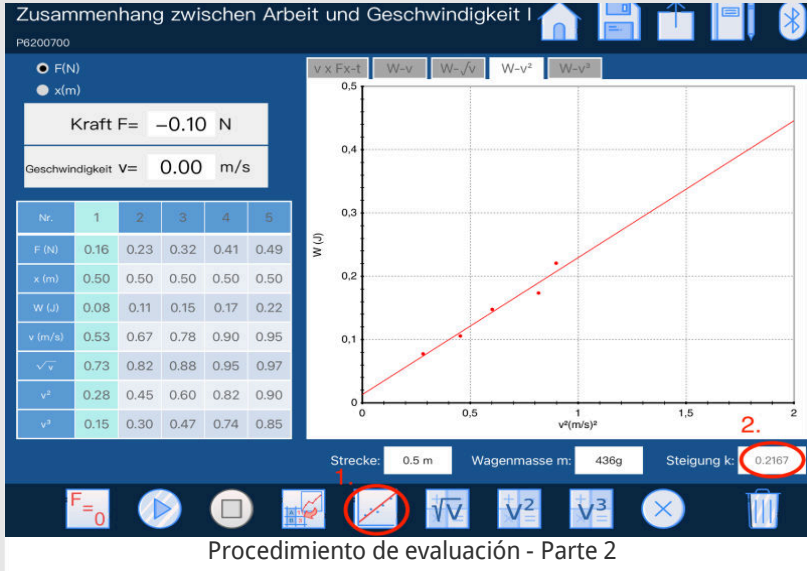 Zusammenhang zwischen Arbeit und Geschwindigkeit I
P6200700
F(N)
x(m)
Kraft F= −0.10 N
Geschwindigkeit v= 0.00 m/s
Nr. 1 2 3 4 5
F (N) 0.16 0.23 0.32 0.41 0.49
x (m) 0.50 0.50 0.50 0.50 0.50
W (J) 0.08 0.11 0.15 0.17 0.22
v (m/s) 0.53 0.67 0.78 0.90 0.95
√v 0.73 0.82 0.88 0.95 0.97
v² 0.28 0.45 0.60 0.82 0.90
v³ 0.15 0.30 0.47 0.74 0.85
v x Fx-t W-v W-√v W-v² W-v³
0,5
0,4
0,3
0,2
0,1
0
W (J)
0 0,5 1 1,5 2
v²(m/s)²
2.
Strecke: 0.5 m Wagenmasse m: 436g Steigung k: 0.2167
1.
F=0 √v v² v³
Procedimiento de evaluación - Parte 2